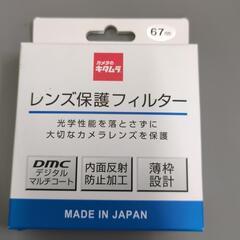 67mm
カメラの
キタムラ
レンズ保護フィルター
光学性能を落とさずに
大切なカメラレンズを保護
DMC
デジタル
マルチコート
内面反射
防止加工
薄枠
設計
MADE IN JAPAN